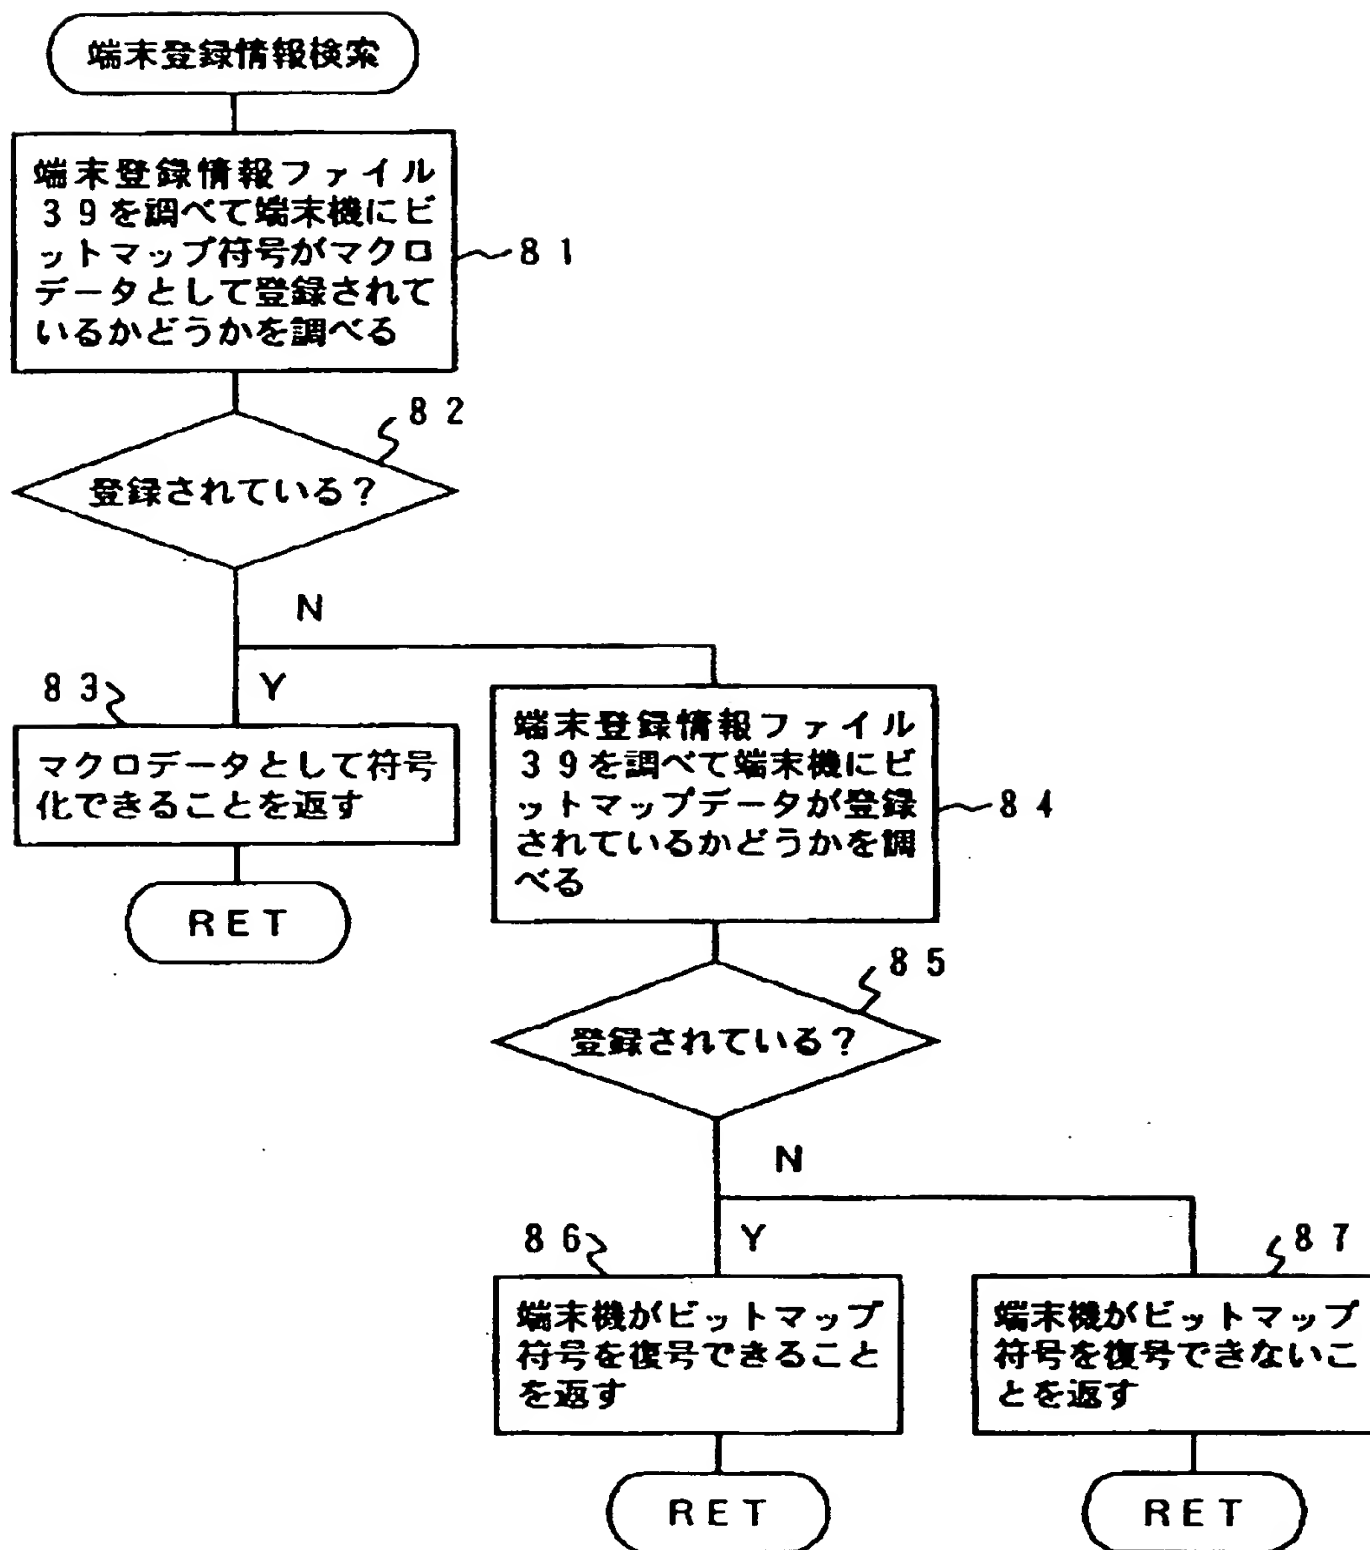 端末登録情報検索
端末登録情報ファイル
39を調べて端末機にビ
ットマップ符号がマクロ
データとして登録されて
いるかどうかを調べる
81
82
登録されている?
N
Y
83
マクロデータとして符号
化できることを返す
RET
端末登録情報ファイル
39を調べて端末機にビ
ットマップデータが登録
されているかどうかを調
べる
84
85
登録されている?
N
Y
86
端末機がビットマップ
符号を復号できること
を返す
RET
87
端末機がビットマップ
符号を復号できないこ
とを返す
RET